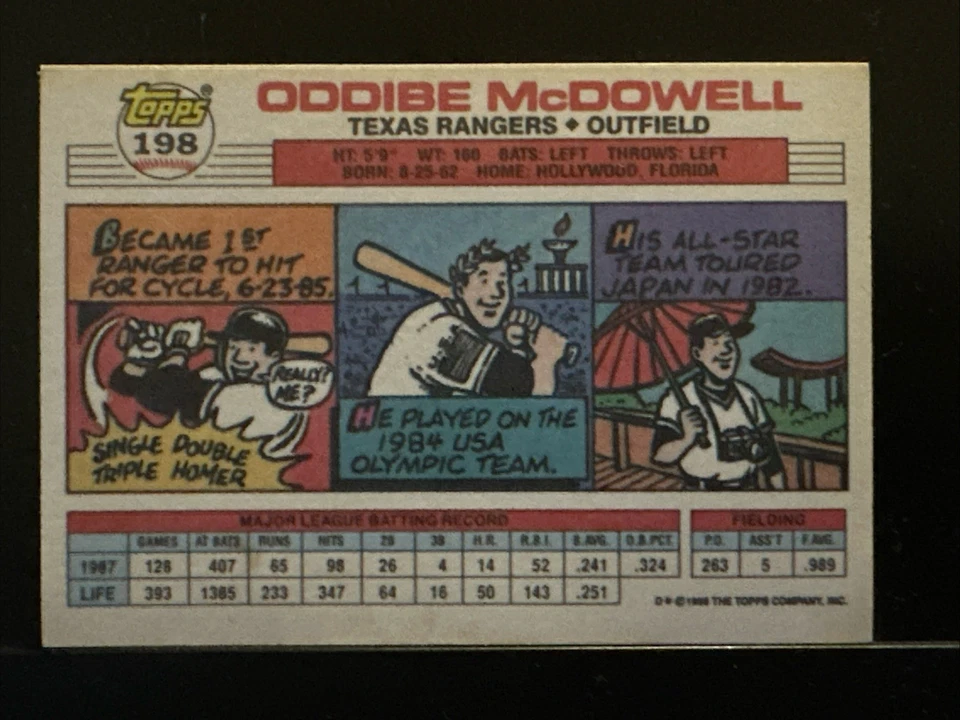 ODDIBE McDOWELL
topps®
198
TEXAS RANGERS ◆ OUTFIELD
HT: 5'9" WT: 160 BATS: LEFT THROWS: LEFT
BORN: 8-25-62 HOME: HOLLYWOOD, FLORIDA
BECAME 1ST
RANGER TO HIT
FOR CYCLE, 6-23-85.
REALLY?
ME?
SINGLE DOUBLE
TRIPLE HOMER
HE PLAYED ON THE
1984 USA
OLYMPIC TEAM.
HIS ALL-STAR
TEAM TOURED
JAPAN IN 1982.
MAJOR LEAGUE BATTING RECORD FIELDING
GAMES AT BATS RUNS HITS 2B 3B H.R. R.B.I. B.AVG. O.B.PCT. P.O. ASS'T F.AVG.
1987 128 407 65 98 26 4 14 52 .241 .324 263 5 .989
LIFE 393 1385 233 347 64 16 50 143 .251
D*©1988 THE TOPPS COMPANY, INC.